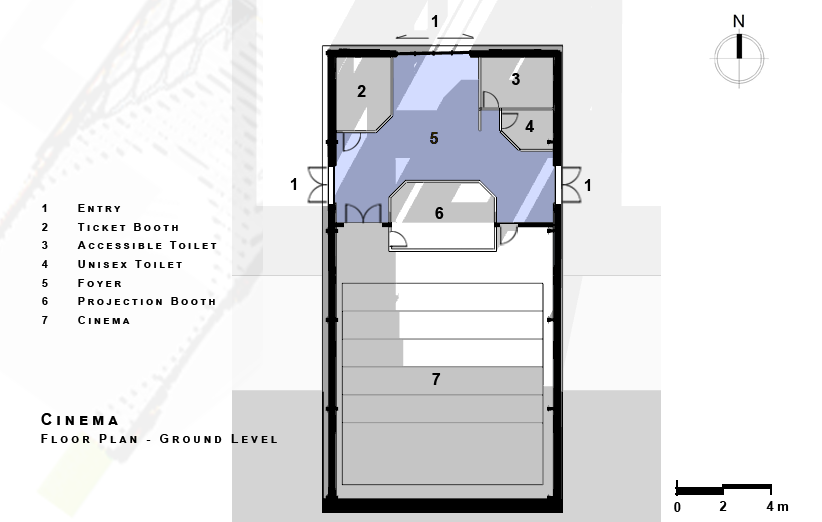 1
N
2
3
4
5
1
1
6
1 Entry
2 Ticket Booth
3 Accessible Toilet
4 Unisex Toilet
5 Foyer
6 Projection Booth
7 Cinema
7
Cinema
Floor Plan - Ground Level
0 2 4 m